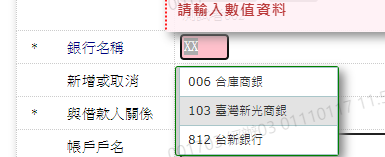 請輸入數值資料
* 銀行名稱 XX
新增或取消
006 合庫商銀
103 臺灣新光商銀
* 與借款人關係
812 台新銀行
帳戶戶名